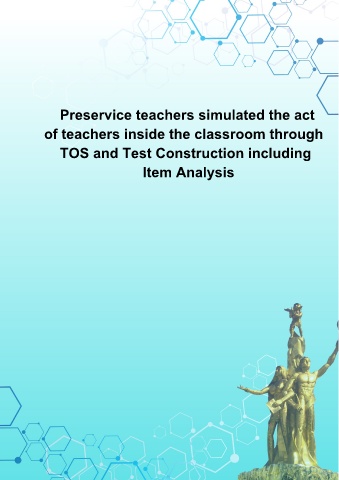 Preservice teachers simulated the act
of teachers inside the classroom through
TOS and Test Construction including
Item Analysis